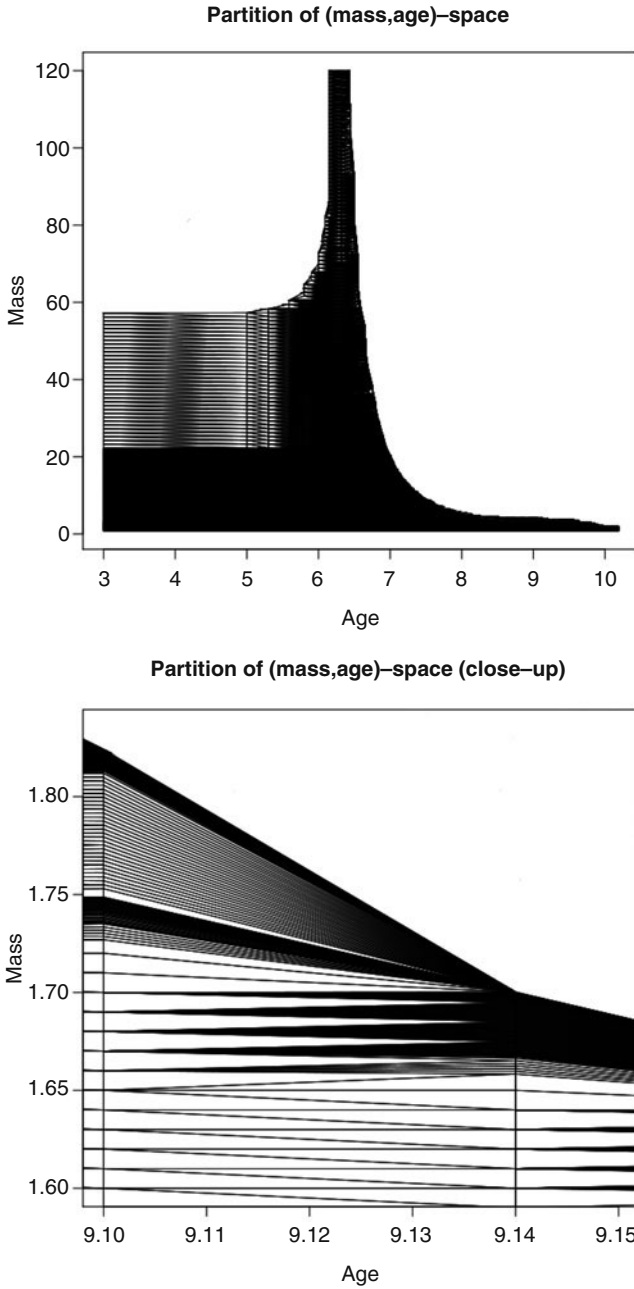 Partition of (mass,age)–space
120
100
80
60
40
20
0
Mass
3 4 5 6 7 8 9 10
Age
Partition of (mass,age)–space (close–up)
1.80
1.75
1.70
1.65
1.60
Mass
9.10 9.11 9.12 9.13 9.14 9.15
Age